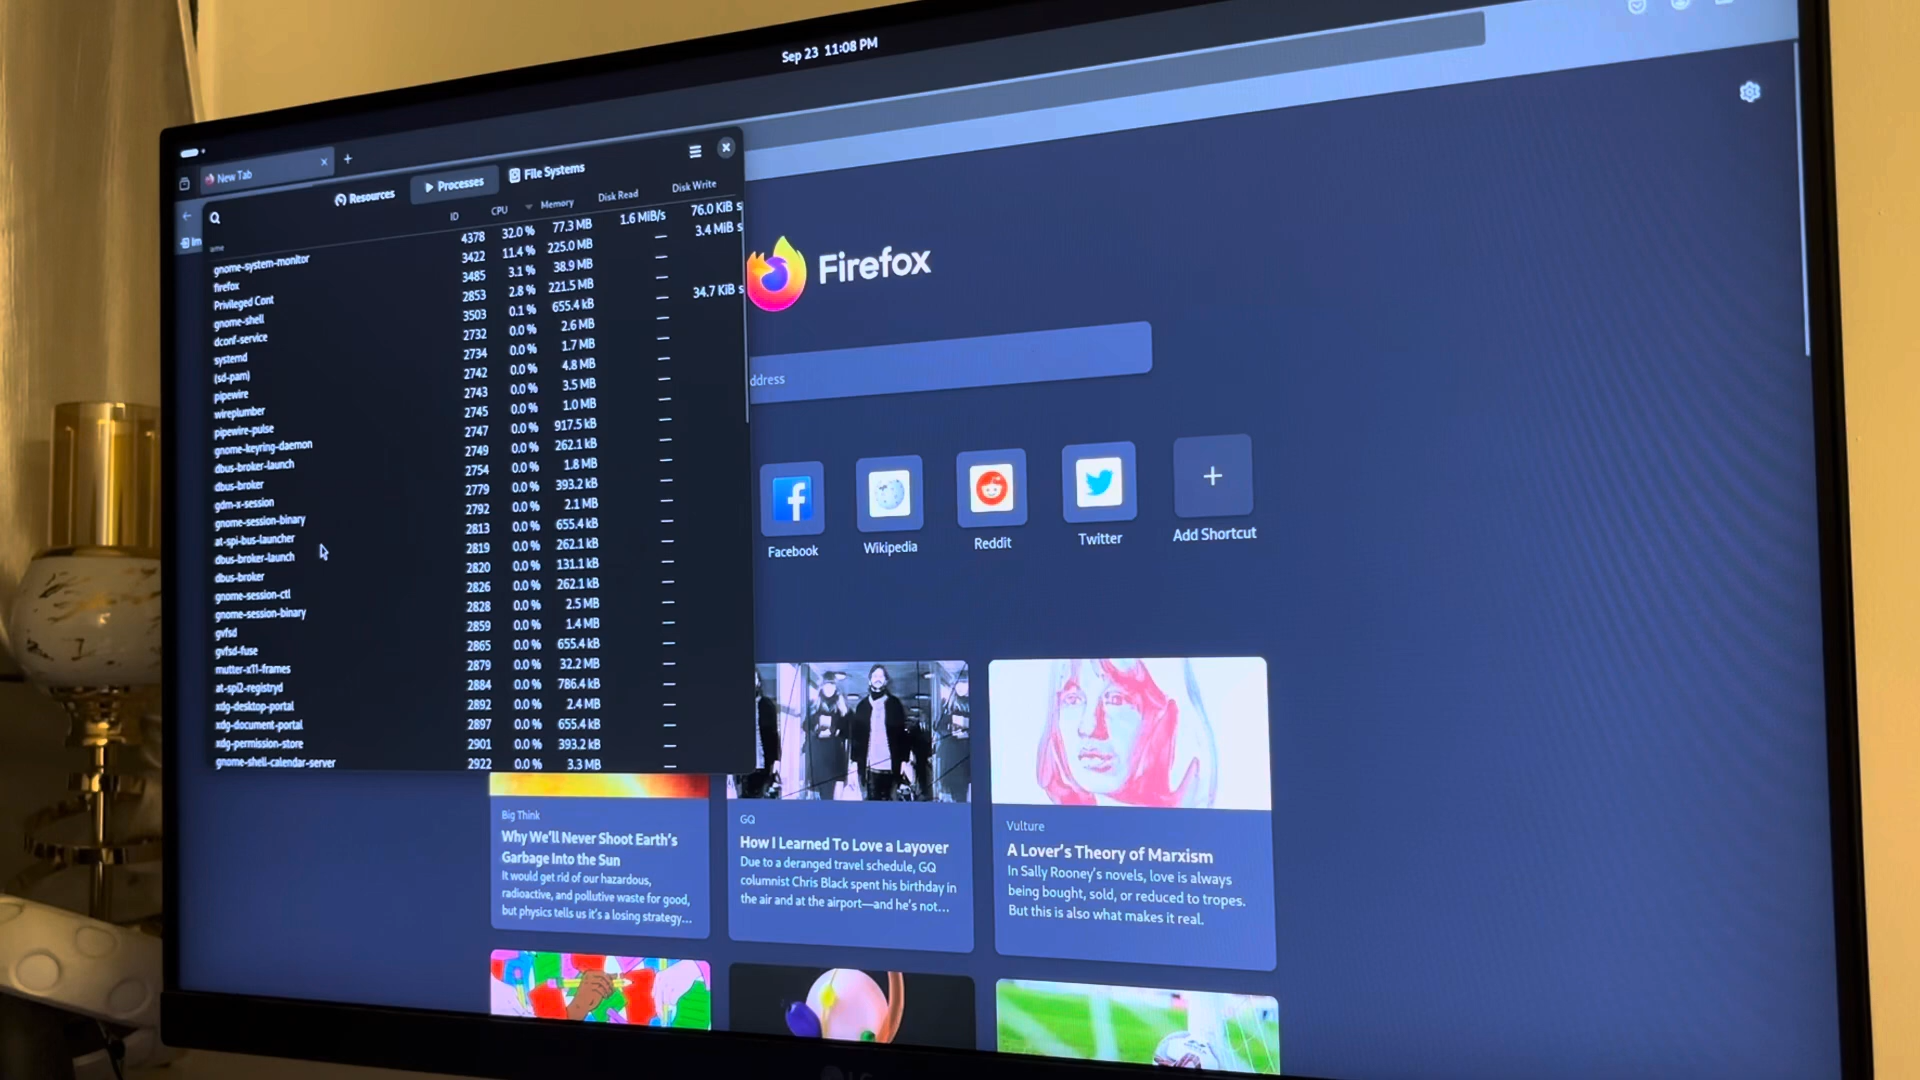 Sep 23 11:08 PM
New Tab
Resources
Processes
File Systems
ame
ID
CPU
Memory
Disk Read
Disk Write
gnome-system-monitor 4378 32.0 % 77.3 MB 1.6 MiB/s 76.0 KiB s
firefox 3422 11.4 % 225.0 MB — 3.4 MiB s
Privileged Cont 3485 3.1 % 38.9 MB —
gnome-shell 2853 2.8 % 221.5 MB —
dconf-service 3503 0.1 % 655.4 kB — 34.7 KiB s
systemd 2732 0.0 % 2.6 MB —
(sd-pam) 2734 0.0 % 1.7 MB —
pipewire 2742 0.0 % 4.8 MB —
wireplumber 2743 0.0 % 3.5 MB —
pipewire-pulse 2745 0.0 % 1.0 MB —
gnome-keyring-daemon 2747 0.0 % 917.5 kB —
dbus-broker-launch 2749 0.0 % 262.1 kB —
dbus-broker 2754 0.0 % 1.8 MB —
gdm-x-session 2779 0.0 % 393.2 kB —
gnome-session-binary 2792 0.0 % 2.1 MB —
at-spi-bus-launcher 2813 0.0 % 655.4 kB —
dbus-broker-launch 2819 0.0 % 262.1 kB —
dbus-broker 2820 0.0 % 131.1 kB —
gnome-session-ctl 2826 0.0 % 262.1 kB —
gnome-session-binary 2828 0.0 % 2.5 MB —
gvfsd 2859 0.0 % 1.4 MB —
gvfsd-fuse 2865 0.0 % 655.4 kB —
mutter-x11-frames 2879 0.0 % 32.2 MB —
at-spi2-registryd 2884 0.0 % 786.4 kB —
xdg-desktop-portal 2892 0.0 % 2.4 MB —
xdg-document-portal 2897 0.0 % 655.4 kB —
xdg-permission-store 2901 0.0 % 393.2 kB —
gnome-shell-calendar-server 2922 0.0 % 3.3 MB —
Im
Firefox
ddress
Facebook
Wikipedia
Reddit
Twitter
Add Shortcut
Big Think
Why We'll Never Shoot Earth's
Garbage Into the Sun
It would get rid of our hazardous,
radioactive, and pollutive waste for good,
but physics tells us it's a losing strategy...
GQ
How I Learned To Love a Layover
Due to a deranged travel schedule, GQ
columnist Chris Black spent his birthday in
the air and at the airport—and he's not...
Vulture
A Lover's Theory of Marxism
In Sally Rooney's novels, love is always
being bought, sold, or reduced to tropes.
But this is also what makes it real.
LG